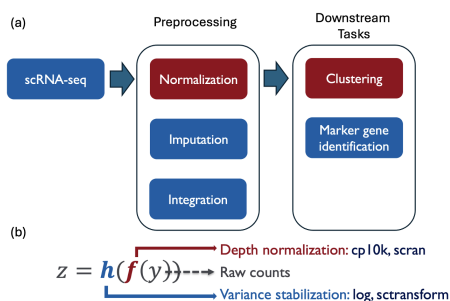 (a)
Preprocessing
Downstream
Tasks
scRNA-seq
Normalization
Clustering
Imputation
Marker gene
identification
Integration
(b)
Depth normalization: cp10k, scran
z = h(f(y))
Raw counts
Variance stabilization: log, sctransform